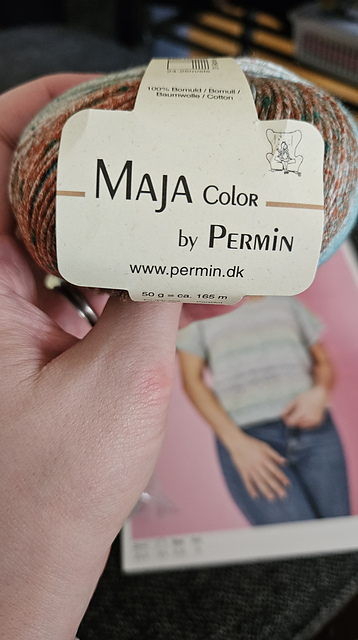 100% Bomuld / Bomull /
Baumwolle / Cotton
MAJA COLOR
by PERMIN
www.permin.dk
50 g = ca. 165 m